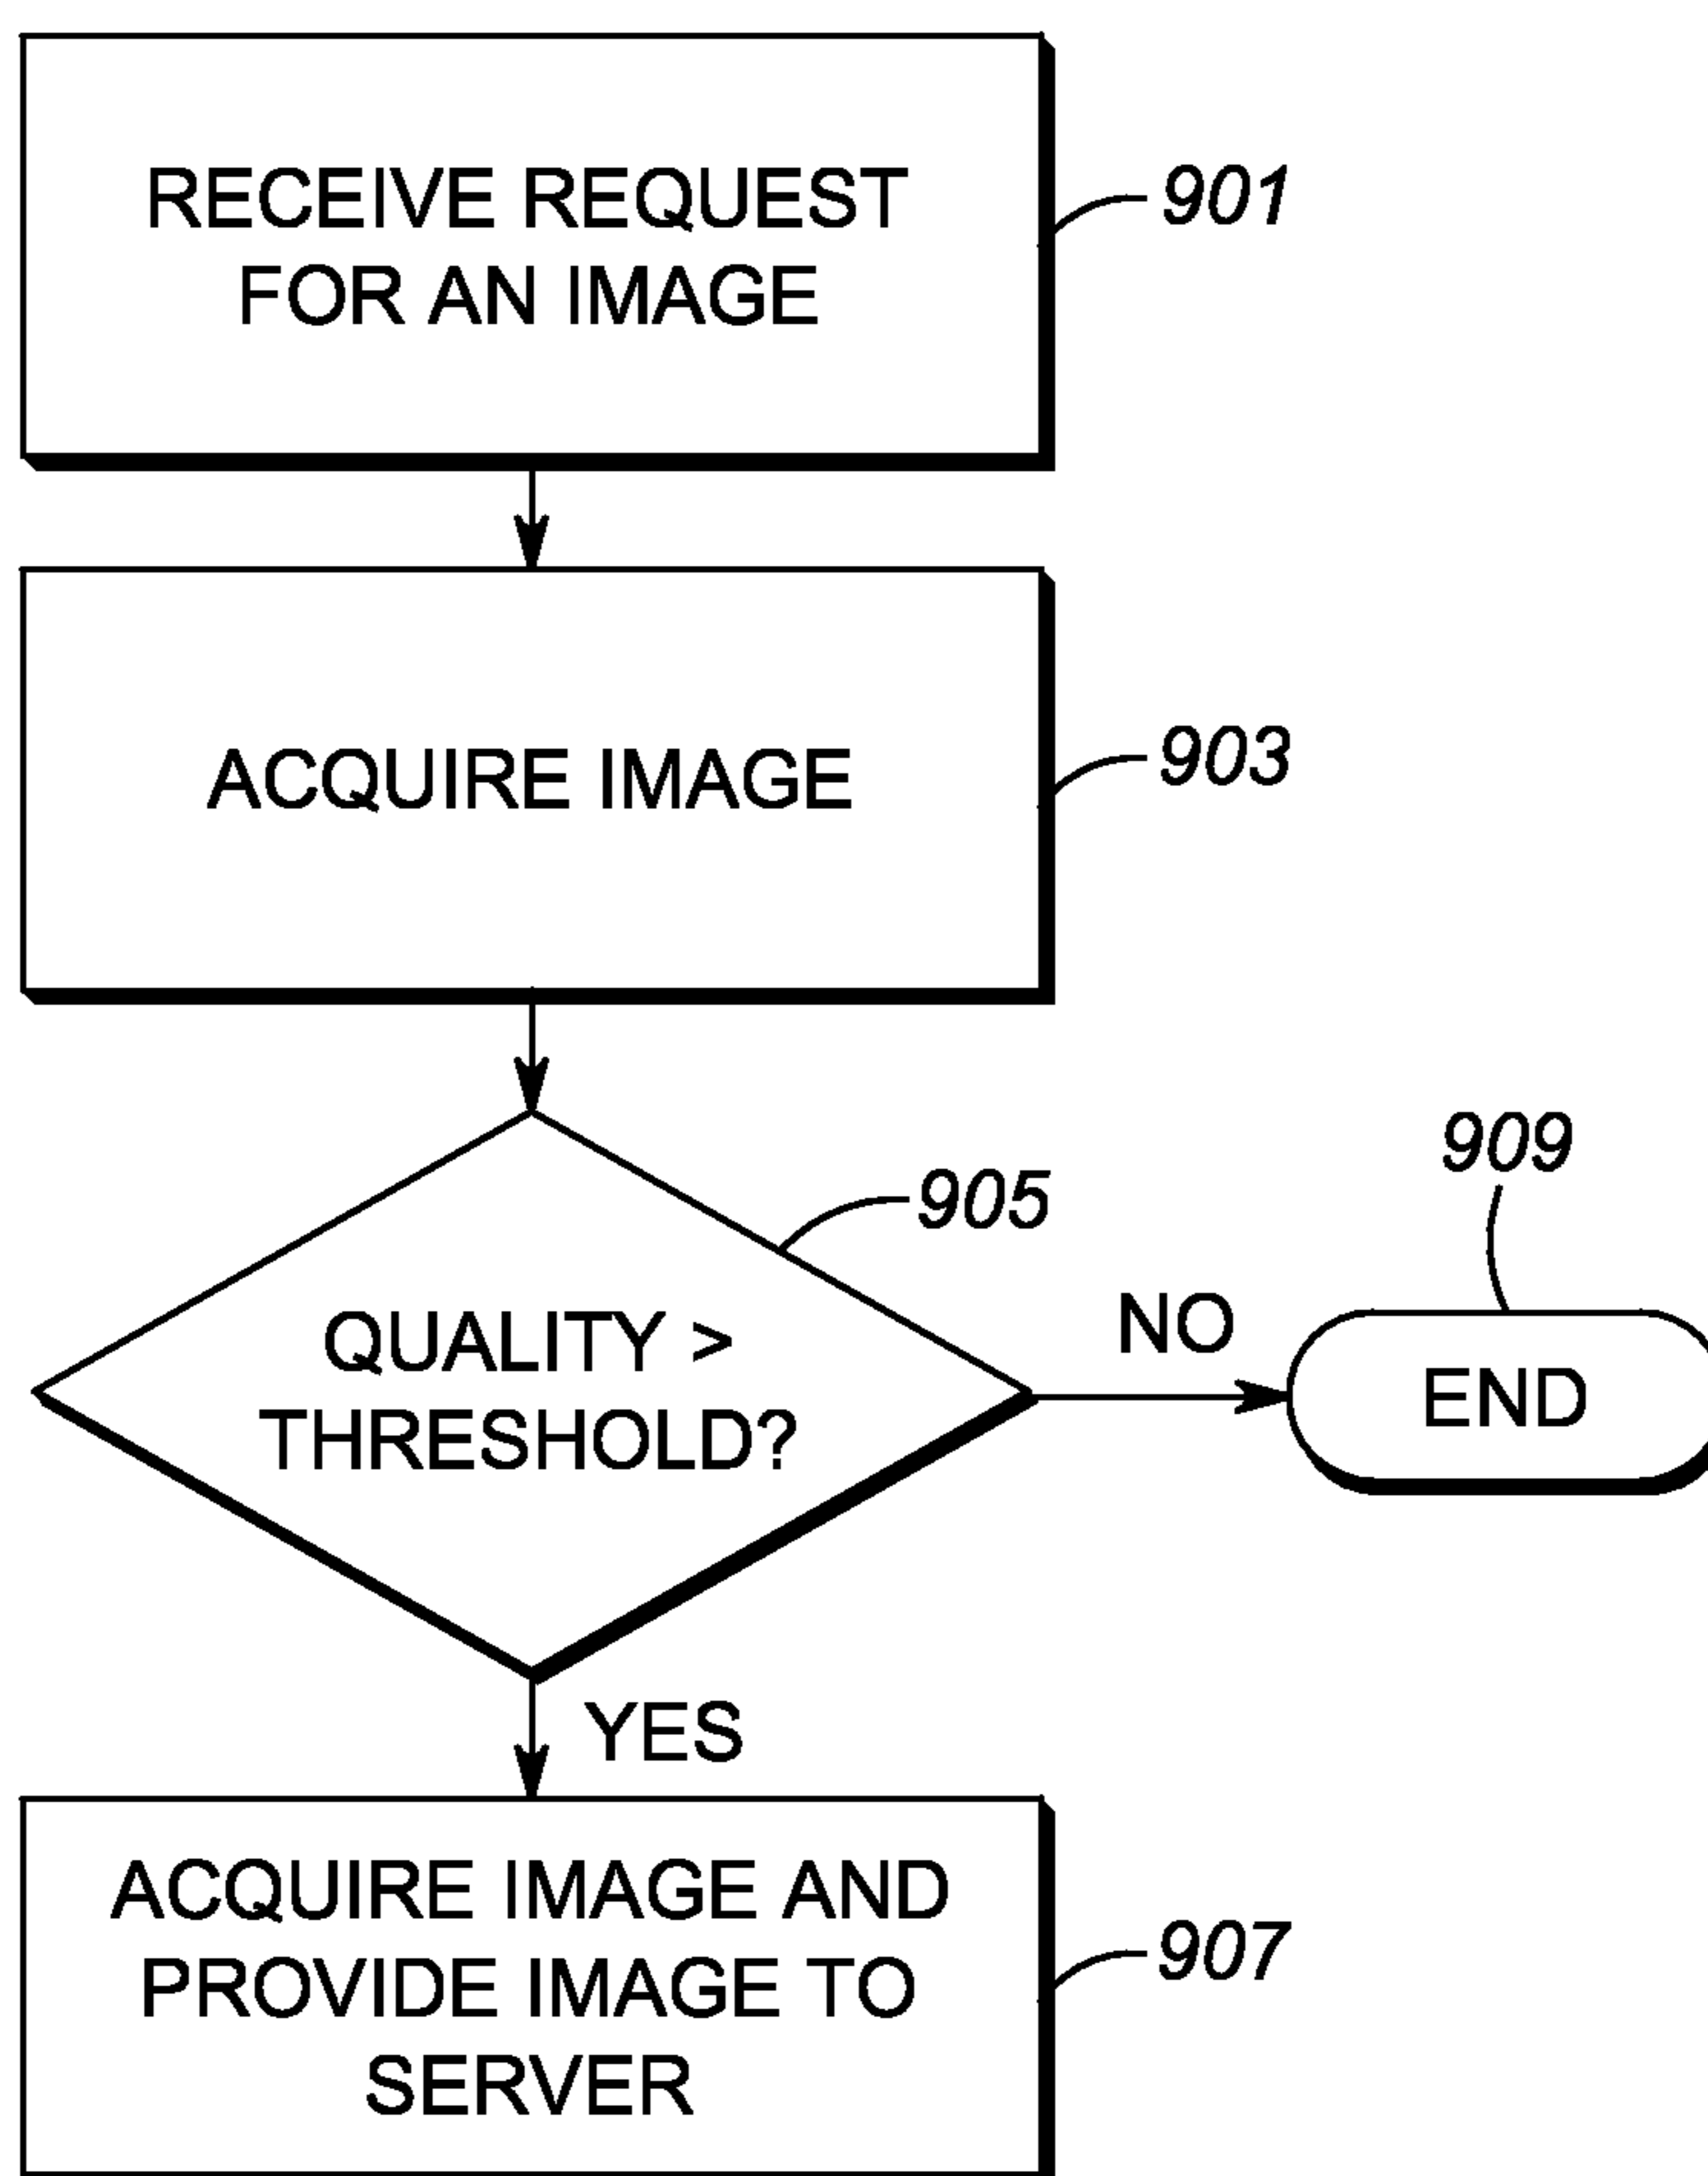 RECEIVE REQUEST
FOR AN IMAGE
901
ACQUIRE IMAGE
903
905
909
QUALITY >
THRESHOLD?
NO
END
YES
ACQUIRE IMAGE AND
PROVIDE IMAGE TO
SERVER
907